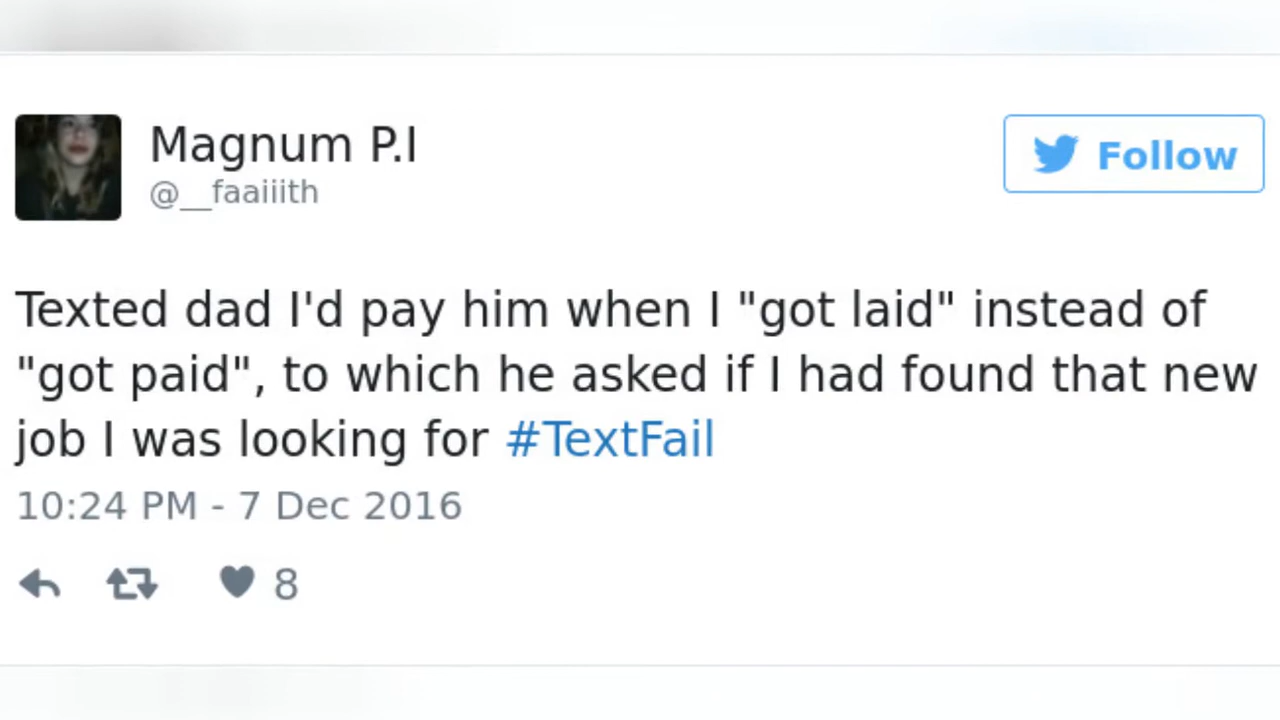 Magnum P.I
@__faaiiith
Follow
Texted dad I'd pay him when I "got laid" instead of
"got paid", to which he asked if I had found that new
job I was looking for #TextFail
10:24 PM - 7 Dec 2016
8